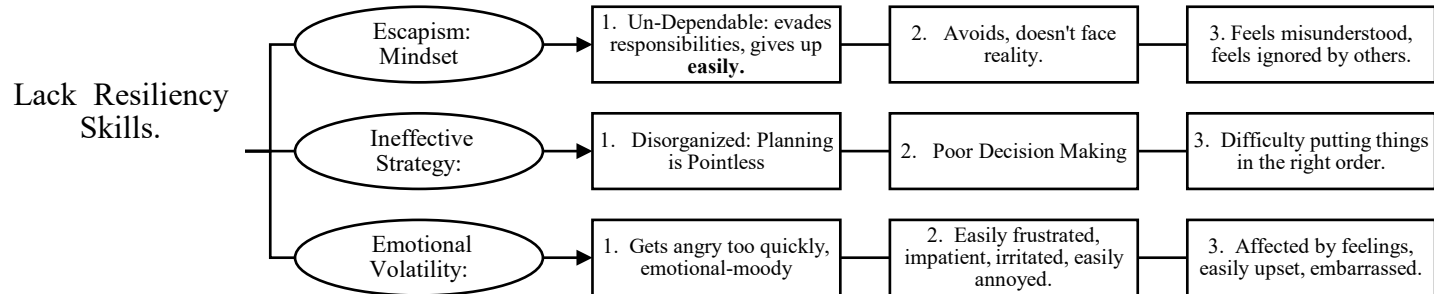 Lack Resiliency
Skills.
Escapism:
Mindset
1. Un-Dependable: evades
responsibilities, gives up
easily.
2. Avoids, doesn't face
reality.
3. Feels misunderstood,
feels ignored by others.
Ineffective
Strategy:
1. Disorganized: Planning
is Pointless
2. Poor Decision Making
3. Difficulty putting things
in the right order.
Emotional
Volatility:
1. Gets angry too quickly,
emotional-moody
2. Easily frustrated,
impatient, irritated, easily
annoyed.
3. Affected by feelings,
easily upset, embarrassed.